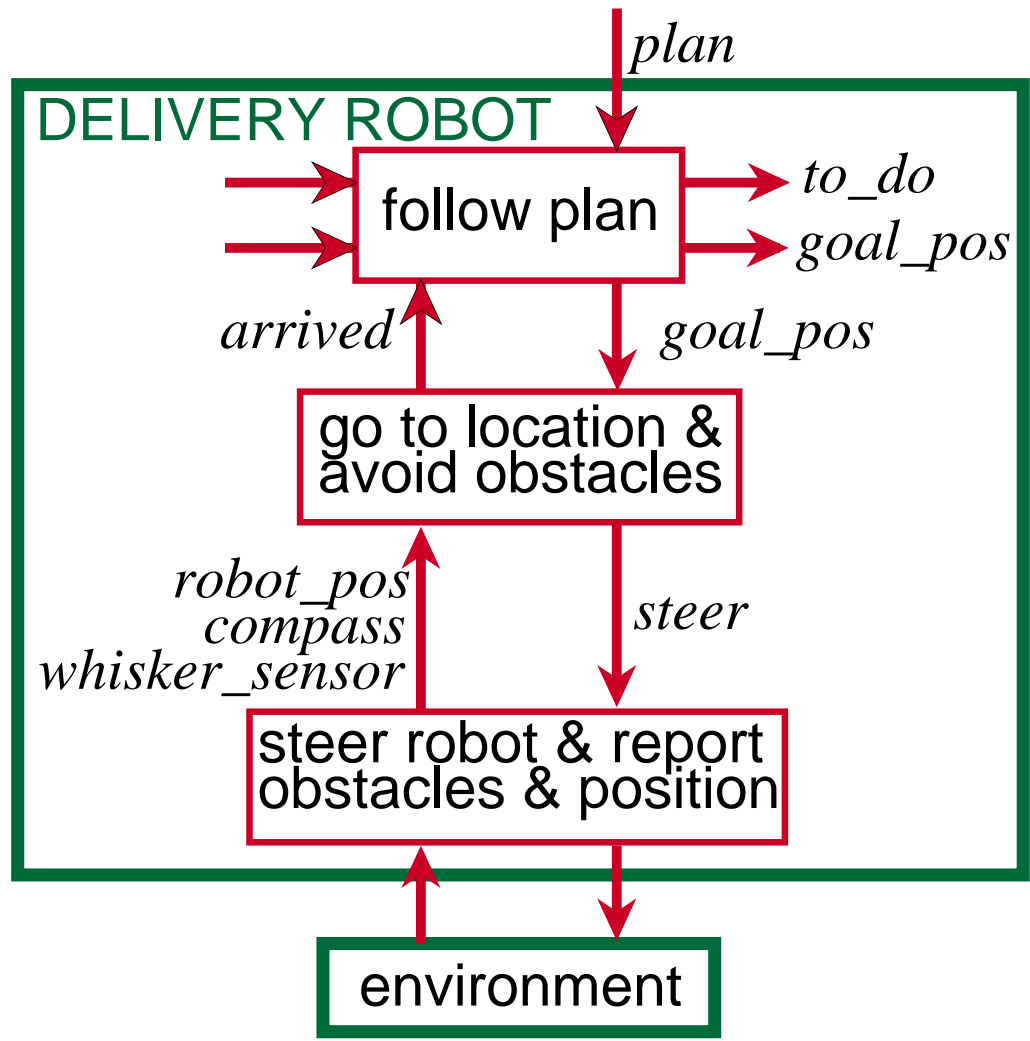 plan
DELIVERY ROBOT
to_do
follow plan
goal_pos
arrived
goal_pos
go to location &
avoid obstacles
robot_pos
compass
whisker_sensor
steer
steer robot & report
obstacles & position
environment